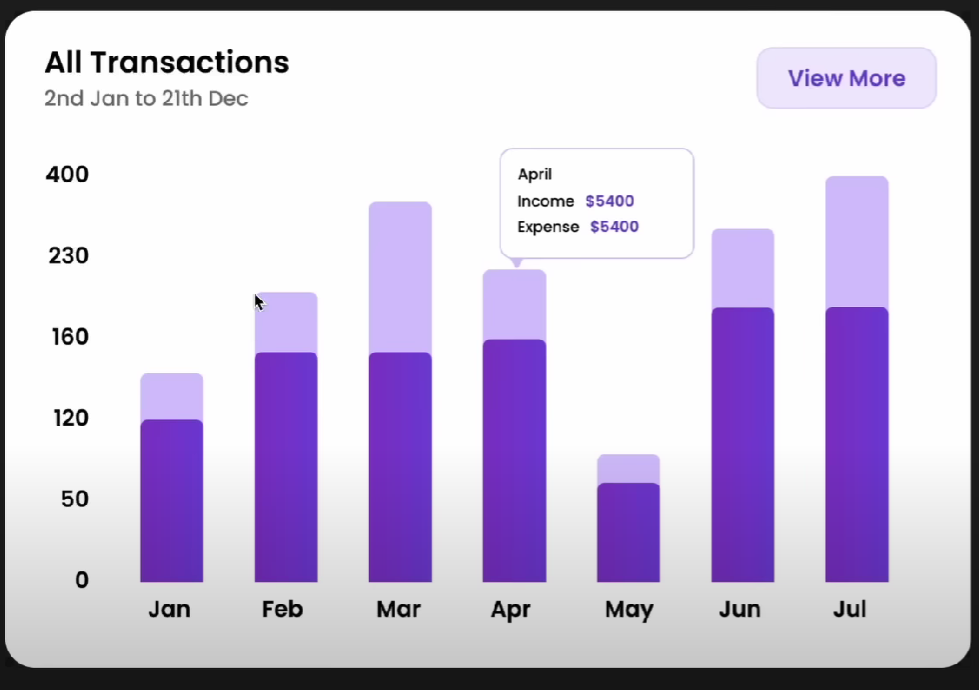 All Transactions
2nd Jan to 21th Dec
View More
400
230
160
120
50
0
April
Income $5400
Expense $5400
Jan Feb Mar Apr May Jun Jul